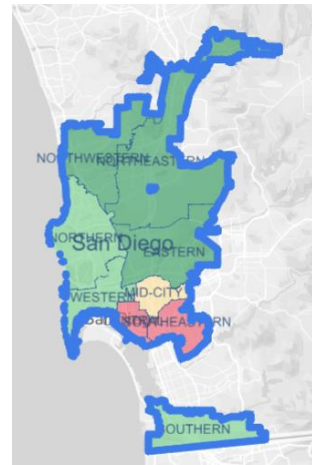 NORTHWESTERN
NORTHEASTERN
NORTHERN
San Diego
EASTERN
WESTERN
MID-CITY
SOUTHEASTERN
SOUTHERN